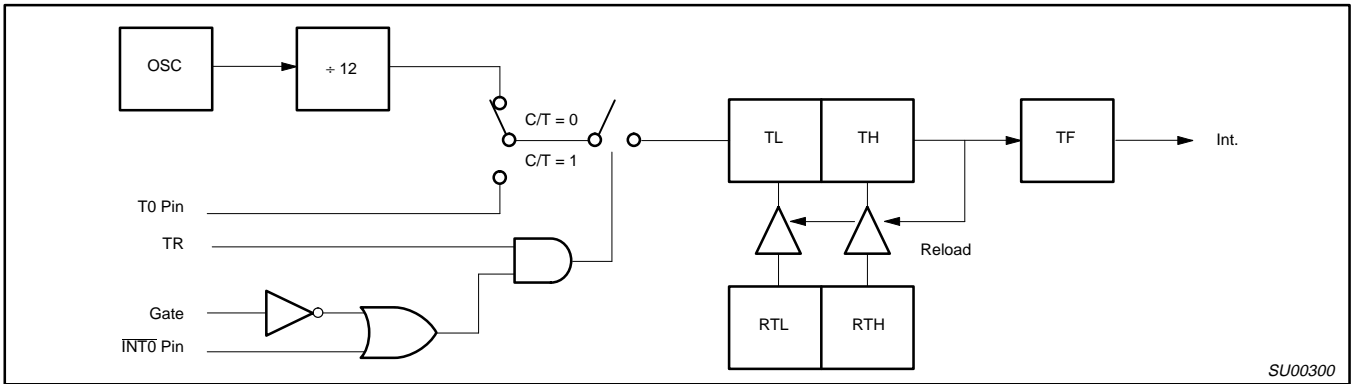 OSC
÷ 12
C/T = 0
C/T = 1
TL
TH
TF
Int.
T0 Pin
TR
Reload
Gate
INT0 Pin
RTL
RTH
SU00300